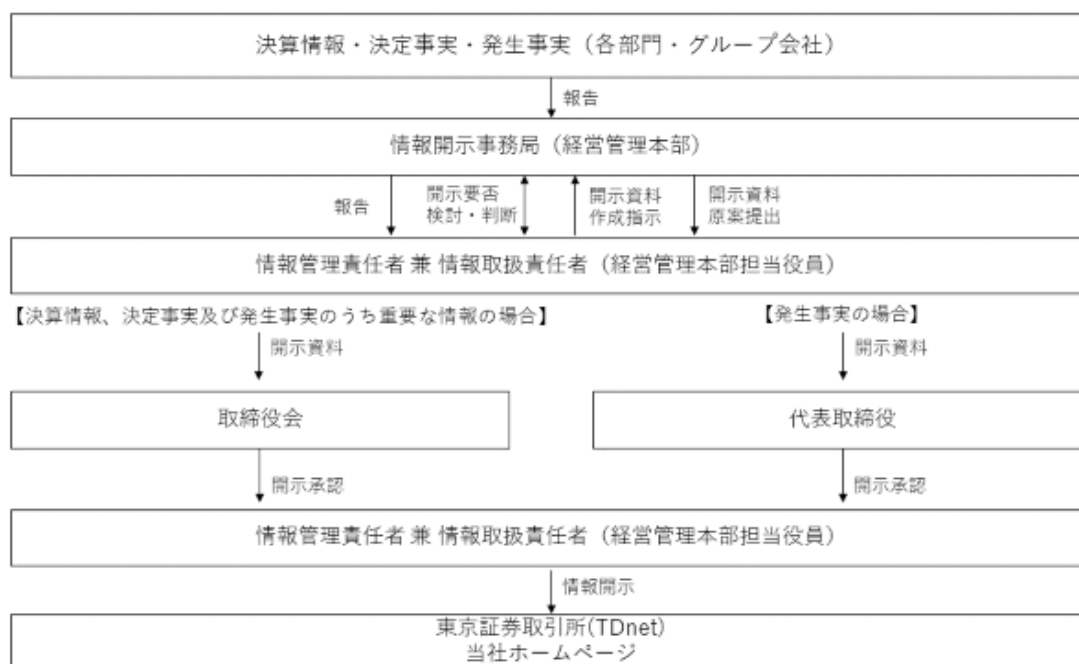 決算情報・決定事実・発生事実（各部門・グループ会社）
報告
情報開示事務局（経営管理本部）
報告
開示要否
検討・判断
開示資料
作成指示
開示資料
原案提出
情報管理責任者 兼 情報取扱責任者（経営管理本部担当役員）
【決算情報、決定事実及び発生事実のうち重要な情報の場合】
【発生事実の場合】
開示資料
開示資料
取締役会
代表取締役
開示承認
開示承認
情報管理責任者 兼 情報取扱責任者（経営管理本部担当役員）
情報開示
東京証券取引所(TDnet)
当社ホームページ